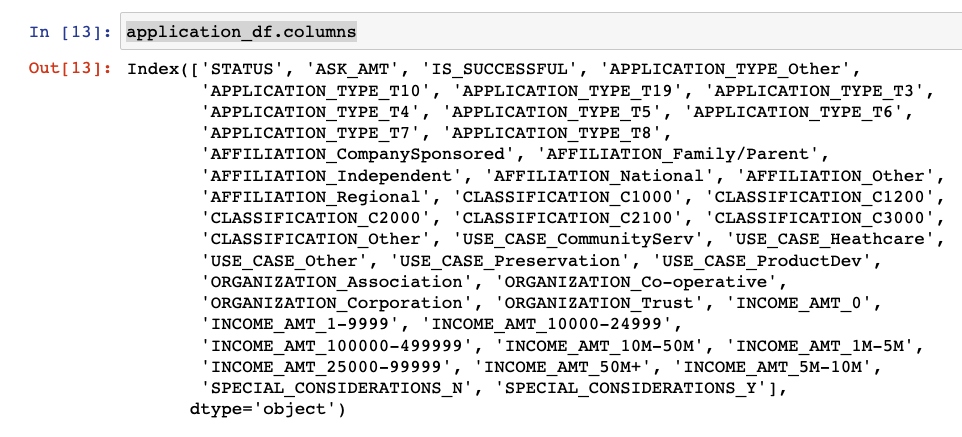 In [13]: application_df.columns
Out[13]: Index(['STATUS', 'ASK_AMT', 'IS_SUCCESSFUL', 'APPLICATION_TYPE_Other',
'APPLICATION_TYPE_T10', 'APPLICATION_TYPE_T19', 'APPLICATION_TYPE_T3',
'APPLICATION_TYPE_T4', 'APPLICATION_TYPE_T5', 'APPLICATION_TYPE_T6',
'APPLICATION_TYPE_T7', 'APPLICATION_TYPE_T8',
'AFFILIATION_CompanySponsored', 'AFFILIATION_Family/Parent',
'AFFILIATION_Independent', 'AFFILIATION_National', 'AFFILIATION_Other',
'AFFILIATION_Regional', 'CLASSIFICATION_C1000', 'CLASSIFICATION_C1200',
'CLASSIFICATION_C2000', 'CLASSIFICATION_C2100', 'CLASSIFICATION_C3000',
'CLASSIFICATION_Other', 'USE_CASE_CommunityServ', 'USE_CASE_Heathcare',
'USE_CASE_Other', 'USE_CASE_Preservation', 'USE_CASE_ProductDev',
'ORGANIZATION_Association', 'ORGANIZATION_Co-operative',
'ORGANIZATION_Corporation', 'ORGANIZATION_Trust', 'INCOME_AMT_0',
'INCOME_AMT_1-9999', 'INCOME_AMT_10000-24999',
'INCOME_AMT_100000-499999', 'INCOME_AMT_10M-50M', 'INCOME_AMT_1M-5M',
'INCOME_AMT_25000-99999', 'INCOME_AMT_50M+', 'INCOME_AMT_5M-10M',
'SPECIAL_CONSIDERATIONS_N', 'SPECIAL_CONSIDERATIONS_Y'],
dtype='object')